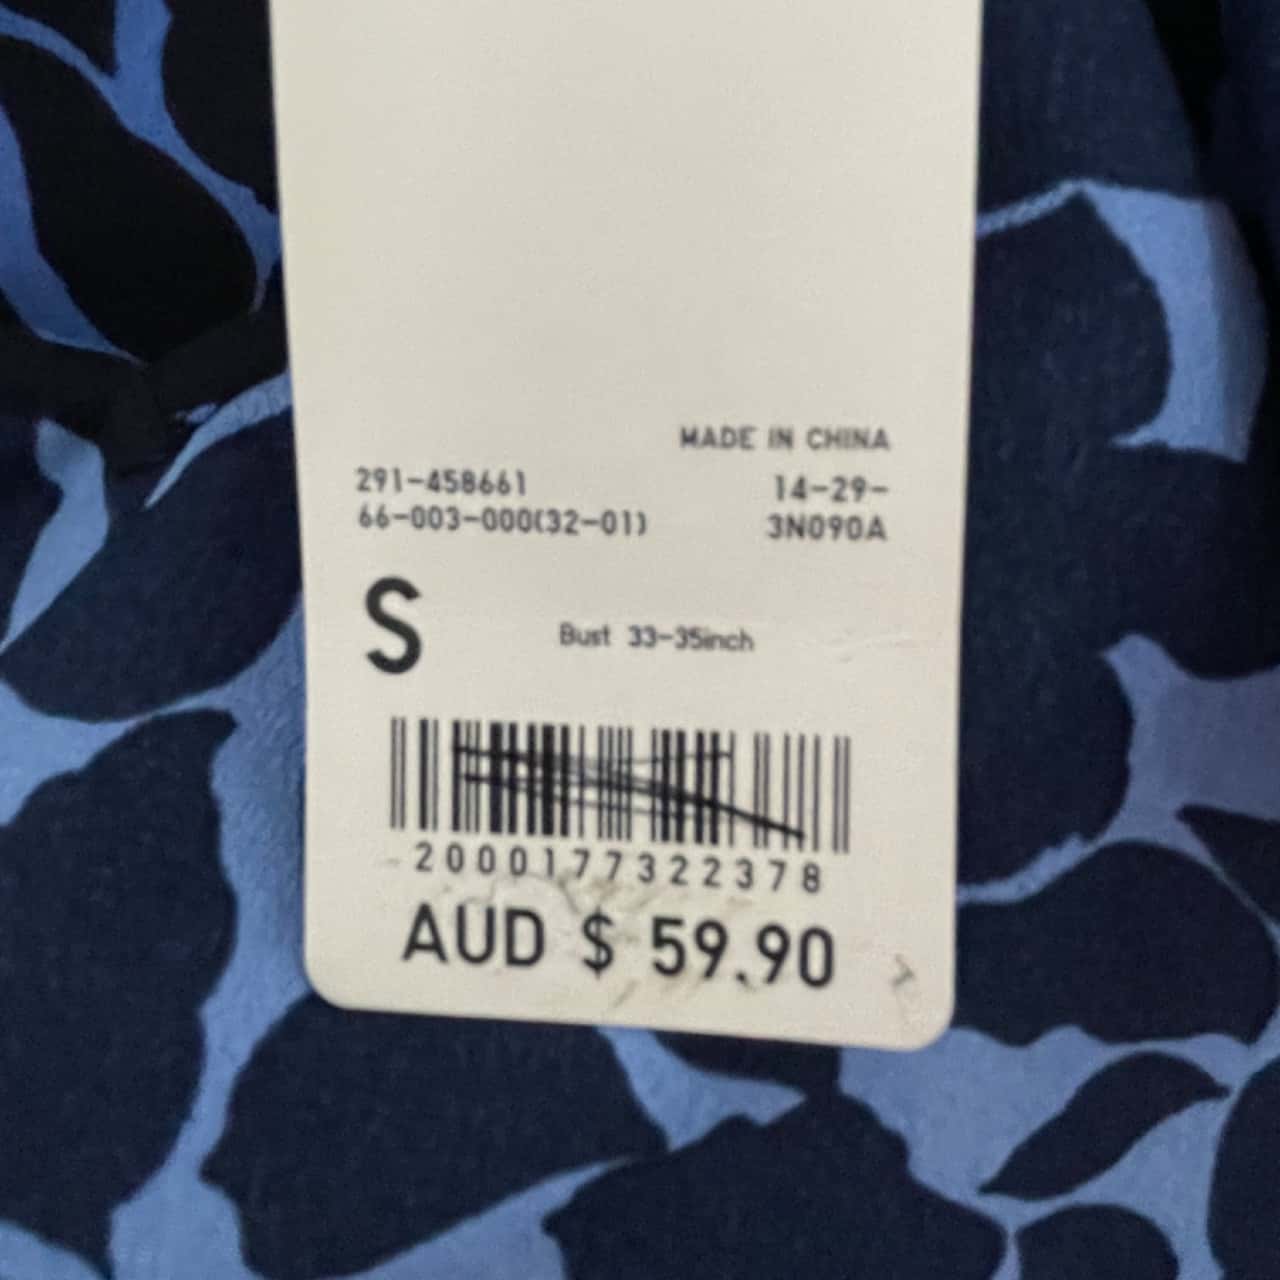 MADE IN CHINA
291-458661 14-29-
66-003-000(32-01) 3N090A
S Bust 33-35inch
2000177322378
AUD $ 59.90